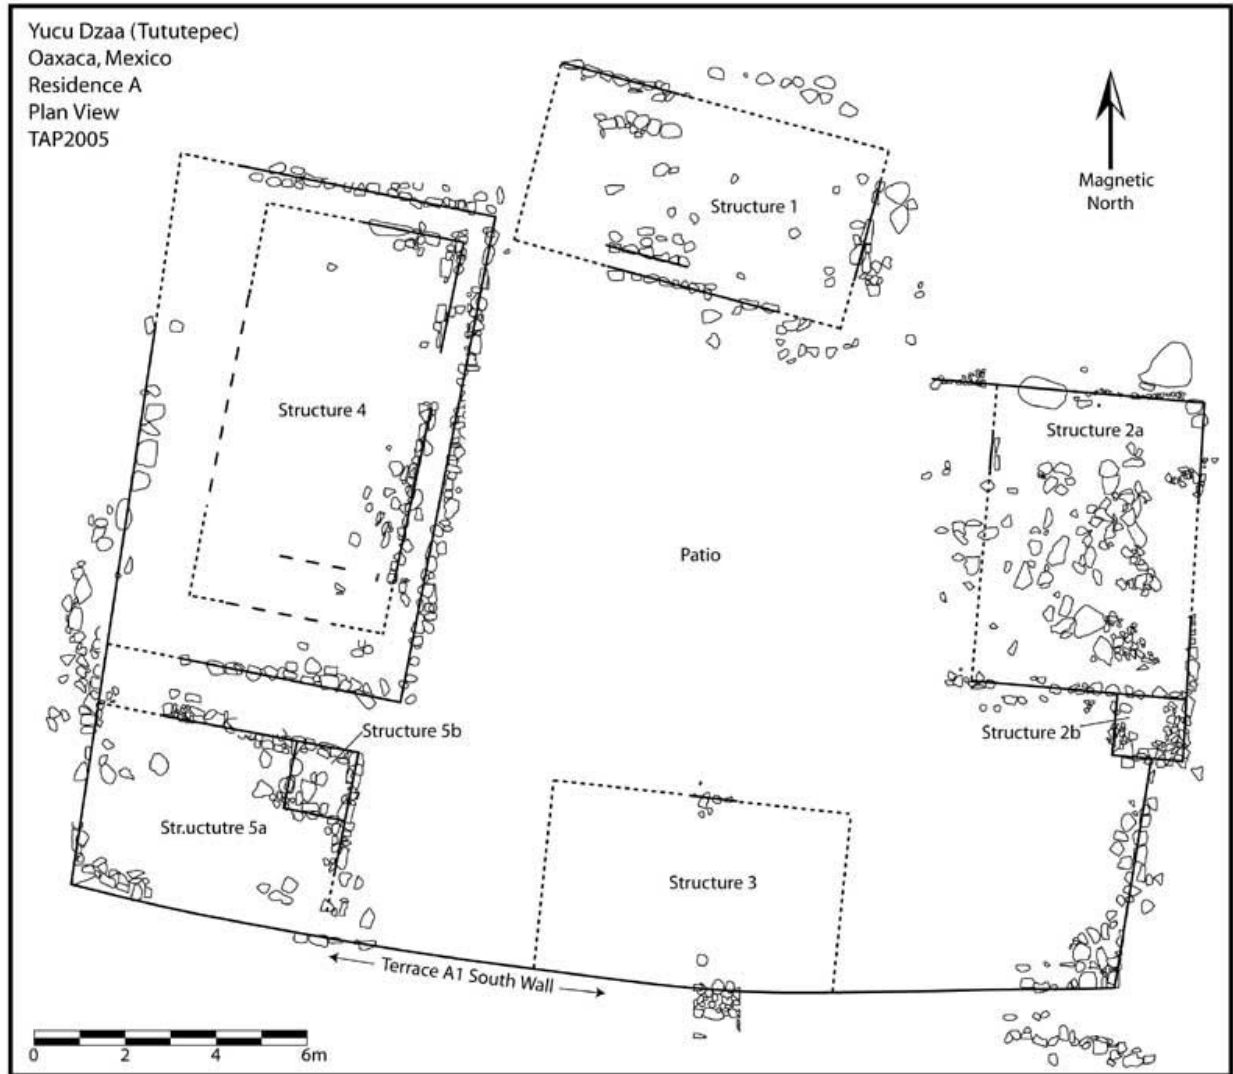 Yucu Dzaa (Tututepec)
Oaxaca, Mexico
Residence A
Plan View
TAP2005
Magnetic
North
Structure 1
Structure 4
Structure 2a
Patio
Structure 5b
Structure 2b
Str.uctutre 5a
Structure 3
Terrace A1 South Wall
0 2 4 6m